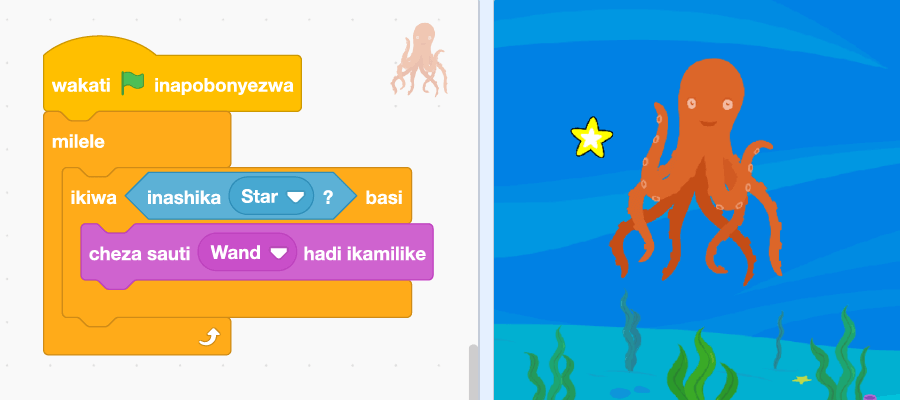 wakati inapobonyezwa
milele
ikiwa inashika Star ? basi
cheza sauti Wand hadi ikamilike